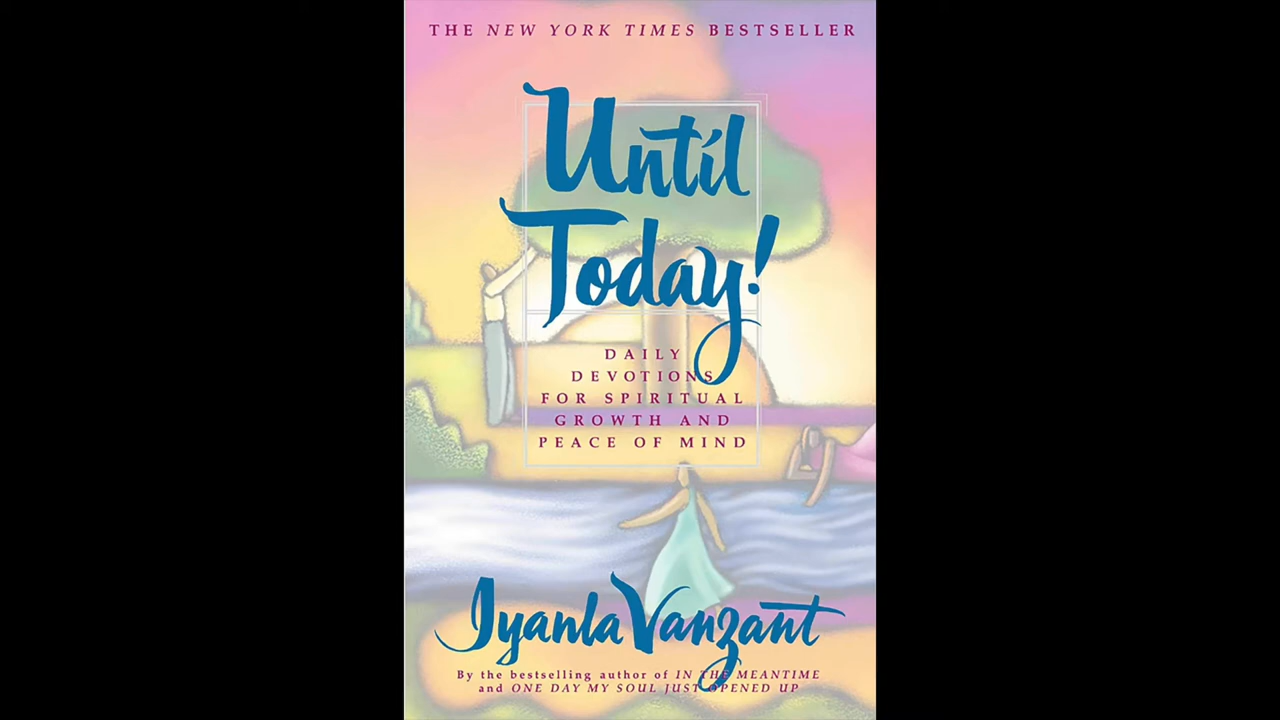 THE NEW YORK TIMES BESTSELLER
Until
Today!
DAILY
DEVOTIONS
FOR SPIRITUAL
GROWTH AND
PEACE OF MIND
Iyanla Vanzant
By the bestselling author of IN THE MEANTIME
and ONE DAY MY SOUL JUST OPENED UP